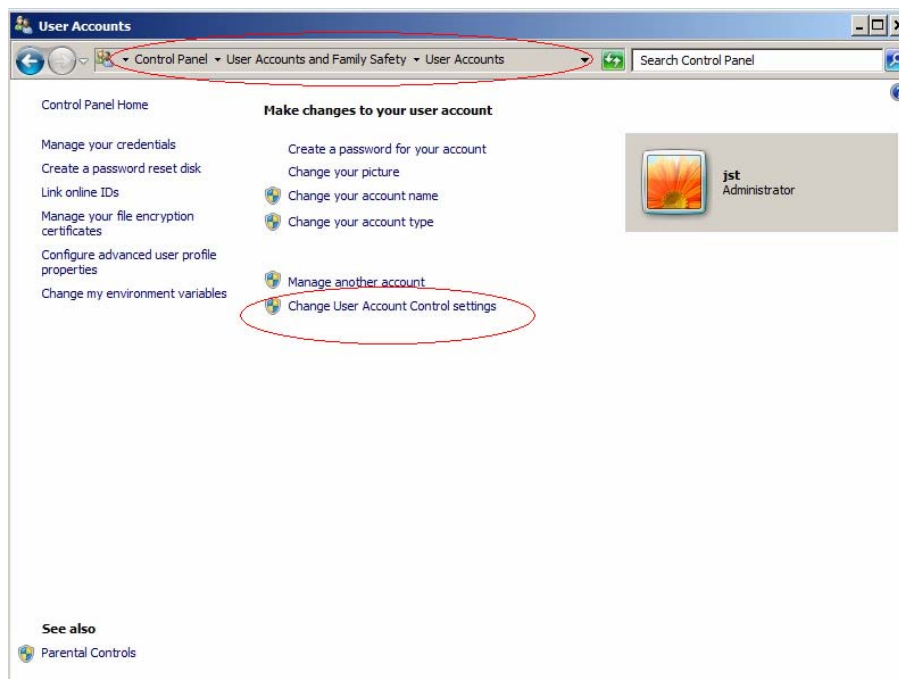 User Accounts
Control Panel User Accounts and Family Safety User Accounts
Search Control Panel
Control Panel Home
Manage your credentials
Create a password reset disk
Link online IDs
Manage your file encryption
certificates
Configure advanced user profile
properties
Change my environment variables
Make changes to your user account
Create a password for your account
Change your picture
Change your account name
Change your account type
Manage another account
Change User Account Control settings
jst
Administrator
See also
Parental Controls